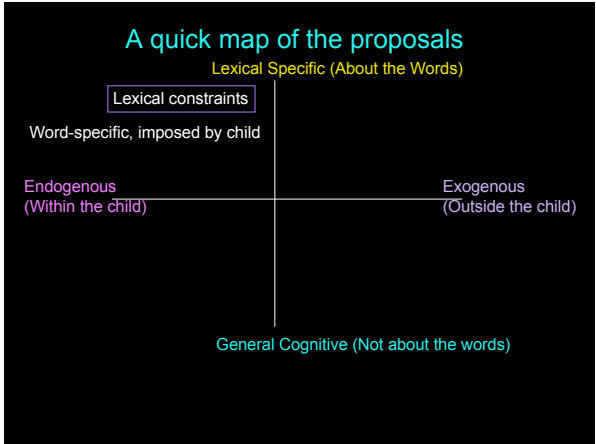 A quick map of the proposals
Lexical Specific (About the Words)
Lexical constraints
Word-specific, imposed by child
Endogenous
(Within the child)
Exogenous
(Outside the child)
General Cognitive (Not about the words)